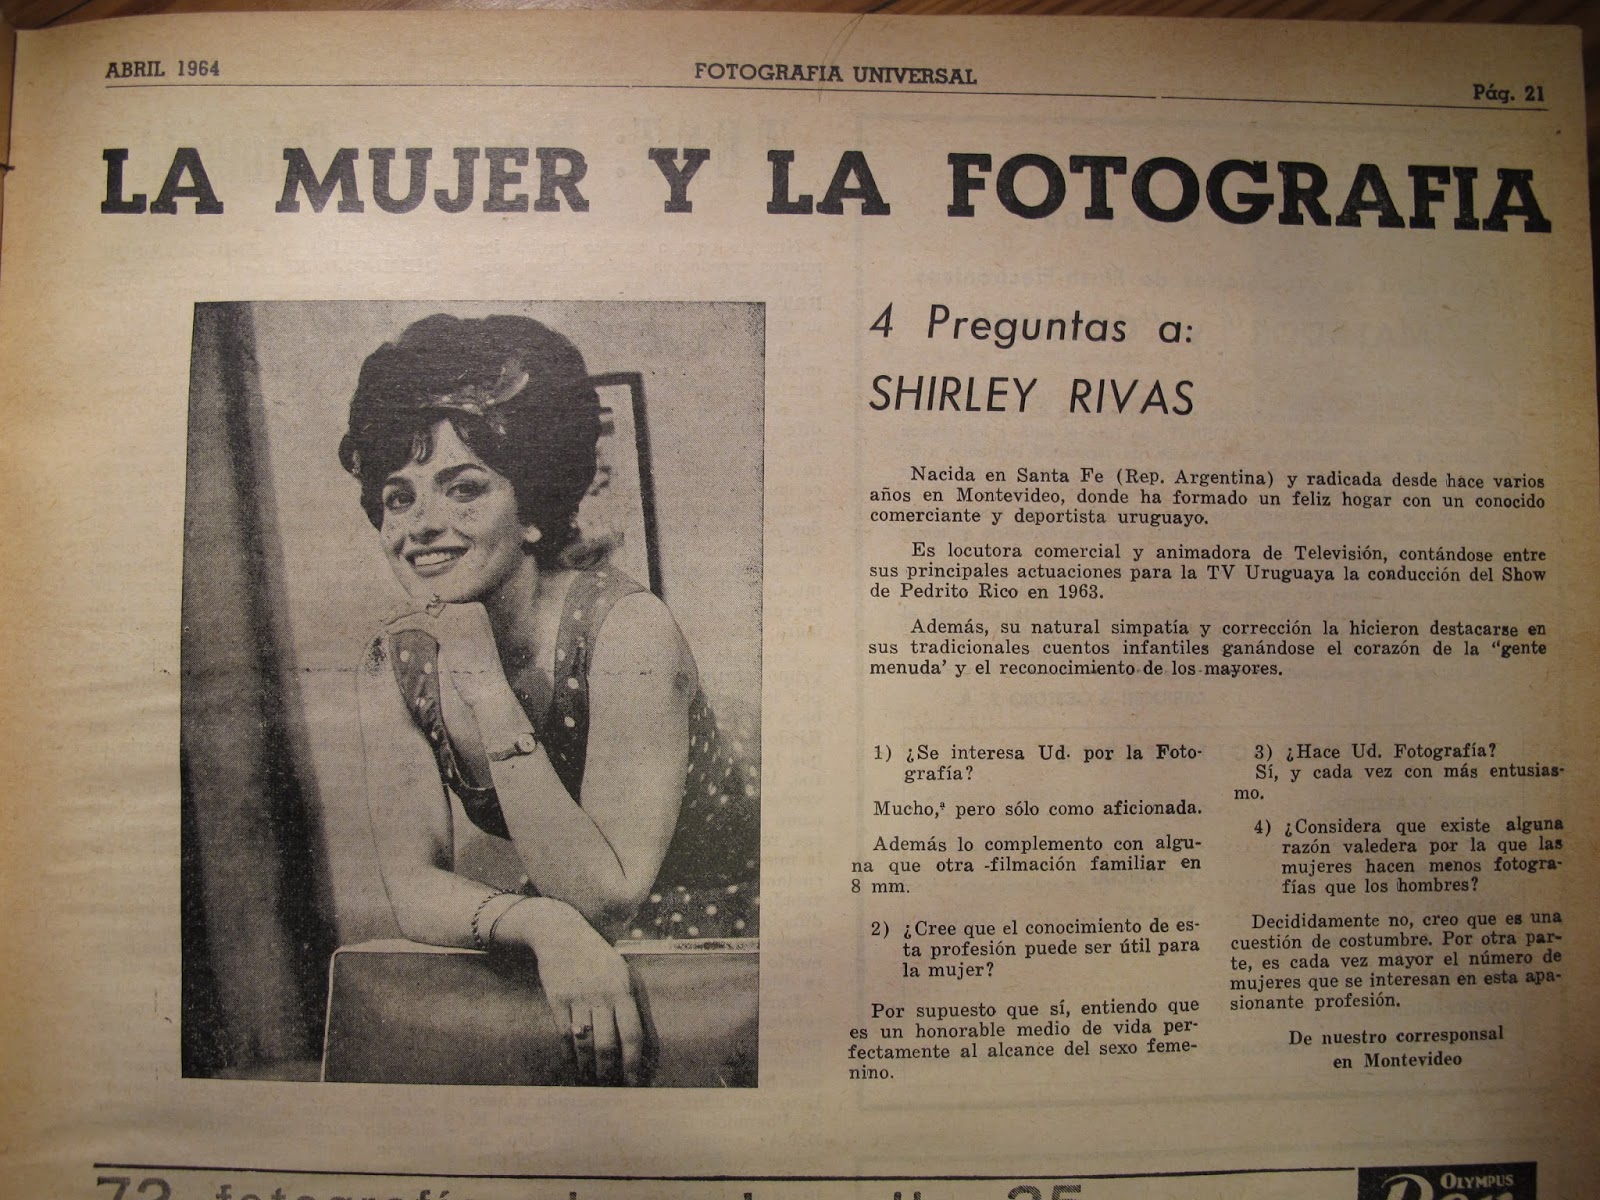 ABRIL 1964
FOTOGRAFIA UNIVERSAL
Pág. 21
LA MUJER Y LA FOTOGRAFIA
4 Preguntas a:
SHIRLEY RIVAS
Nacida en Santa Fe (Rep. Argentina) y radicada desde hace varios
años en Montevideo, donde ha formado un feliz hogar con un conocido
comerciante y deportista uruguayo.
Es locutora comercial y animadora de Televisión, contándose entre
sus principales actuaciones para la TV Uruguaya la conducción del Show
de Pedrito Rico en 1963.
Además, su natural simpatía y corrección la hicieron destacarse en
sus tradicionales cuentos infantiles ganándose el corazón de la "gente
menuda' y el reconocimiento de los mayores.
1) ¿Se interesa Ud. por la Foto-
grafía?
Mucho,ª pero sólo como aficionada.
Además lo complemento con algu-
na que otra -filmación familiar en
8 mm.
2) ¿Cree que el conocimiento de es-
ta profesión puede ser útil para
la mujer?
Por supuesto que sí, entiendo que
es un honorable medio de vida per-
fectamente al alcance del sexo feme-
nino.
3) ¿Hace Ud. Fotografía?
Sí, y cada vez con más entusias-
mo.
4) ¿Considera que existe alguna
razón valedera por la que las
mujeres hacen menos fotogra-
fías que los hombres?
Decididamente no, creo que es una
cuestión de costumbre. Por otra par-
te, es cada vez mayor el número de
mujeres que se interesan en esta apa-
sionante profesión.
De nuestro corresponsal
en Montevideo
OLYMPUS